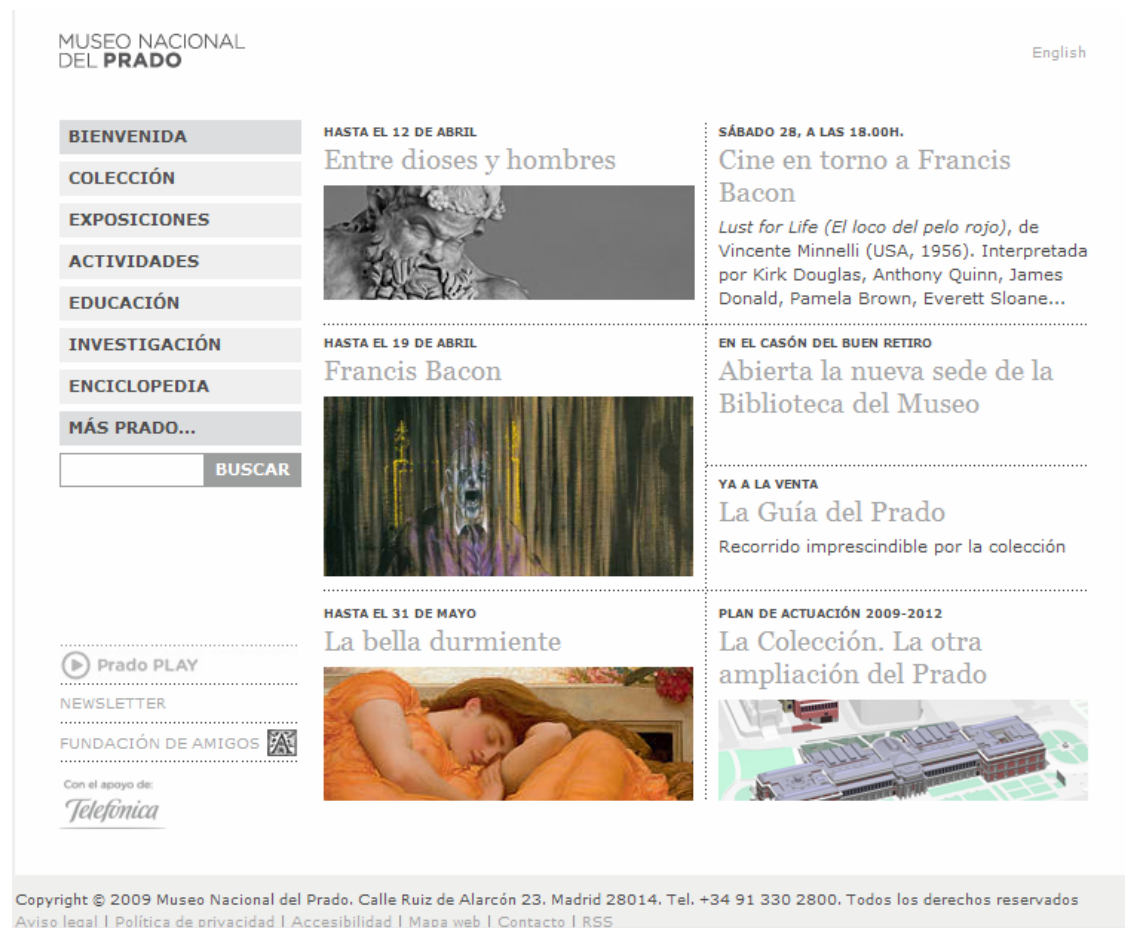 MUSEO NACIONAL
DEL PRADO
English
BIENVENIDA
COLECCIÓN
EXPOSICIONES
ACTIVIDADES
EDUCACIÓN
INVESTIGACIÓN
ENCICLOPEDIA
MÁS PRADO...
BUSCAR
Prado PLAY
NEWSLETTER
FUNDACIÓN DE AMIGOS
Con el apoyo de:
Telefónica
HASTA EL 12 DE ABRIL
Entre dioses y hombres
HASTA EL 19 DE ABRIL
Francis Bacon
HASTA EL 31 DE MAYO
La bella durmiente
SÁBADO 28, A LAS 18.00H.
Cine en torno a Francis
Bacon
Lust for Life (El loco del pelo rojo), de
Vincente Minnelli (USA, 1956). Interpretada
por Kirk Douglas, Anthony Quinn, James
Donald, Pamela Brown, Everett Sloane...
EN EL CASÓN DEL BUEN RETIRO
Abierta la nueva sede de la
Biblioteca del Museo
YA A LA VENTA
La Guía del Prado
Recorrido imprescindible por la colección
PLAN DE ACTUACIÓN 2009-2012
La Colección. La otra
ampliación del Prado
Copyright © 2009 Museo Nacional del Prado. Calle Ruiz de Alarcón 23. Madrid 28014. Tel. +34 91 330 2800. Todos los derechos reservados
Aviso legal | Política de privacidad | Accesibilidad | Mapa web | Contacto | RSS